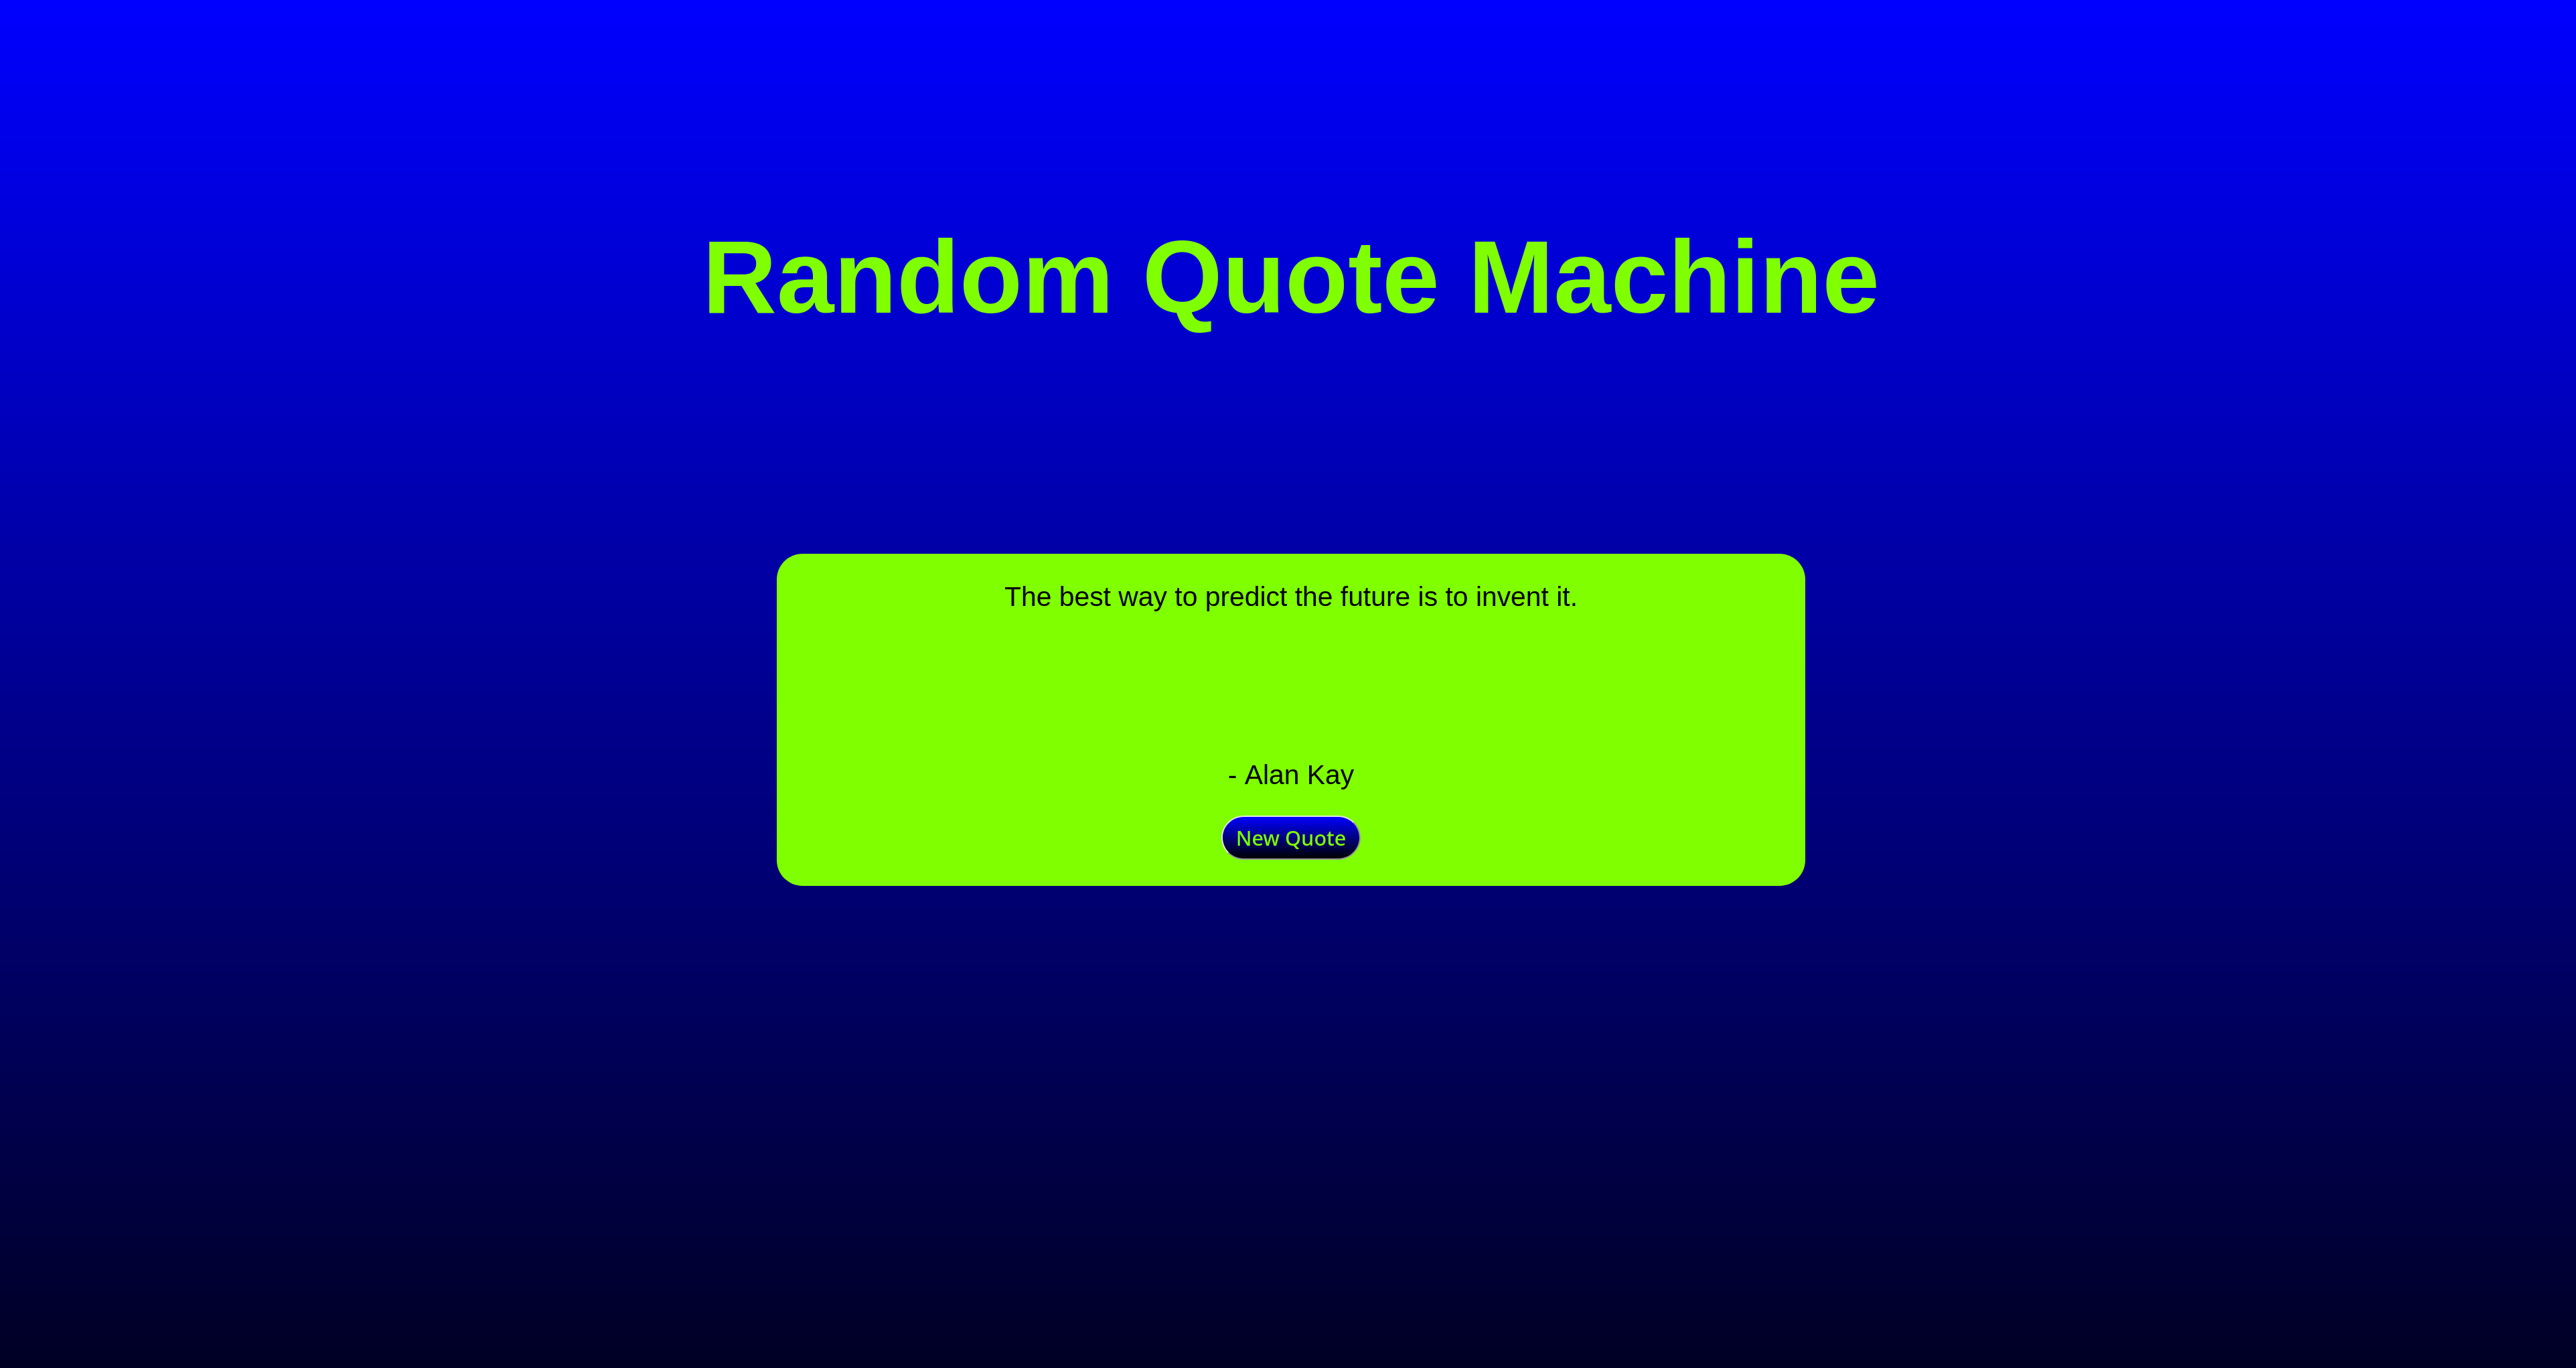 Random Quote Machine
The best way to predict the future is to invent it.
- Alan Kay
New Quote